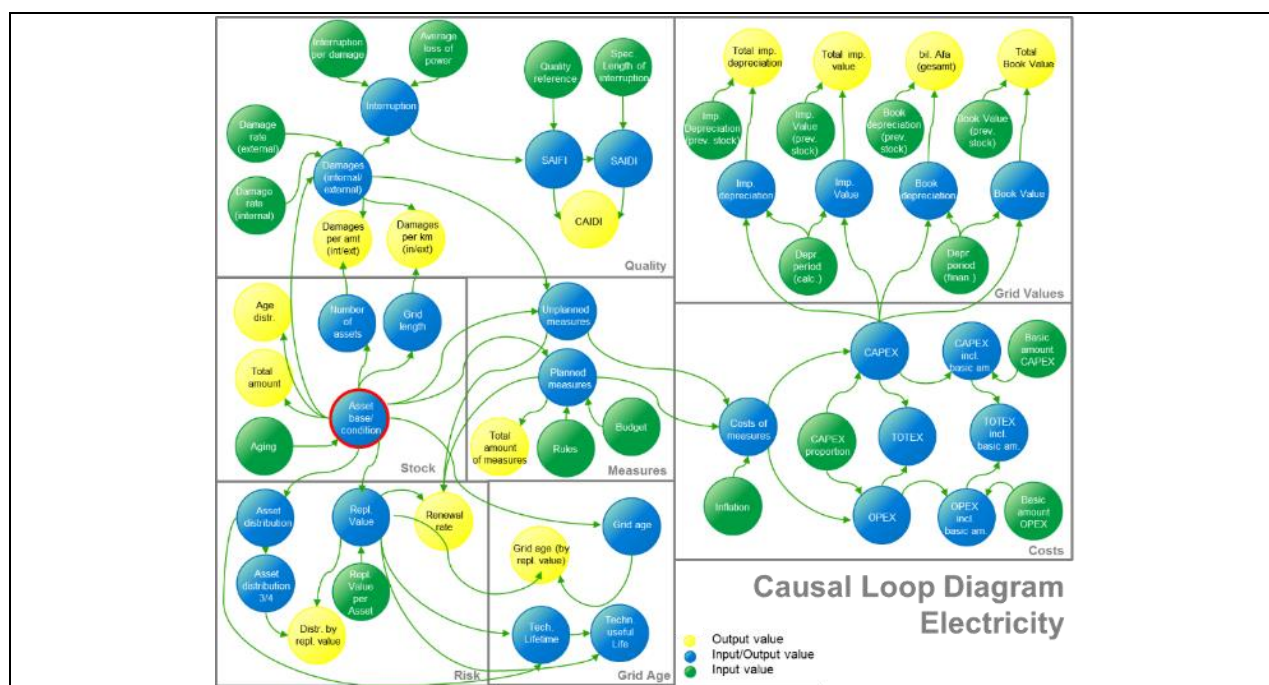 Interruption
per damage
Average
loss of
power
Quality
reference
Spec
Length of
interruption
Interruption
Damage
rate
(external)
Damages
(internal/
external)
Damage
rate
(internal)
SAIFI
SAIDI
CAIDI
Damages
per amt
(int/ext)
Damages
per km
(in/ext)
Quality
Total imp.
depreciation
Total imp.
value
bil. Afa
(gesamt)
Total
Book Value
Imp.
Depreciation
(prev. stock)
Imp.
Value
(prev.
stock)
Book
depreciation
(prev.
stock)
Book Value
(prev.
stock)
Imp.
depreciation
Imp.
Value
Book
depreciation
Book Value
Depr.
period
(calc.)
Depr.
period
(finan.)
Grid Values
Age
distr.
Number
of
assets
Grid
length
Total
amount
Asset
base/
condition
Aging
Stock
Unplanned
measures
Planned
measures
Total
amount
of measures
Rules
Budget
Measures
CAPEX
CAPEX
incl.
basic am.
Basic
amount
CAPEX
Costs of
measures
CAPEX
proportion
TOTEX
TOTEX
incl.
basic am.
Inflution
OPEX
OPEX
incl.
basic am.
Basic
amount
OPEX
Costs
Asset
distribution
Repl.
Value
Renewal
rate
Asset
distribution
3/4
Repl.
Value
per
Asset
Distr. by
repl. value
Risk
Grid age
Grid age (by
repl. value)
Tech.
Lifetime
Techn.
useful
Life
Grid Age
Causal Loop Diagram
Electricity
Output value
Input/Output value
Input value